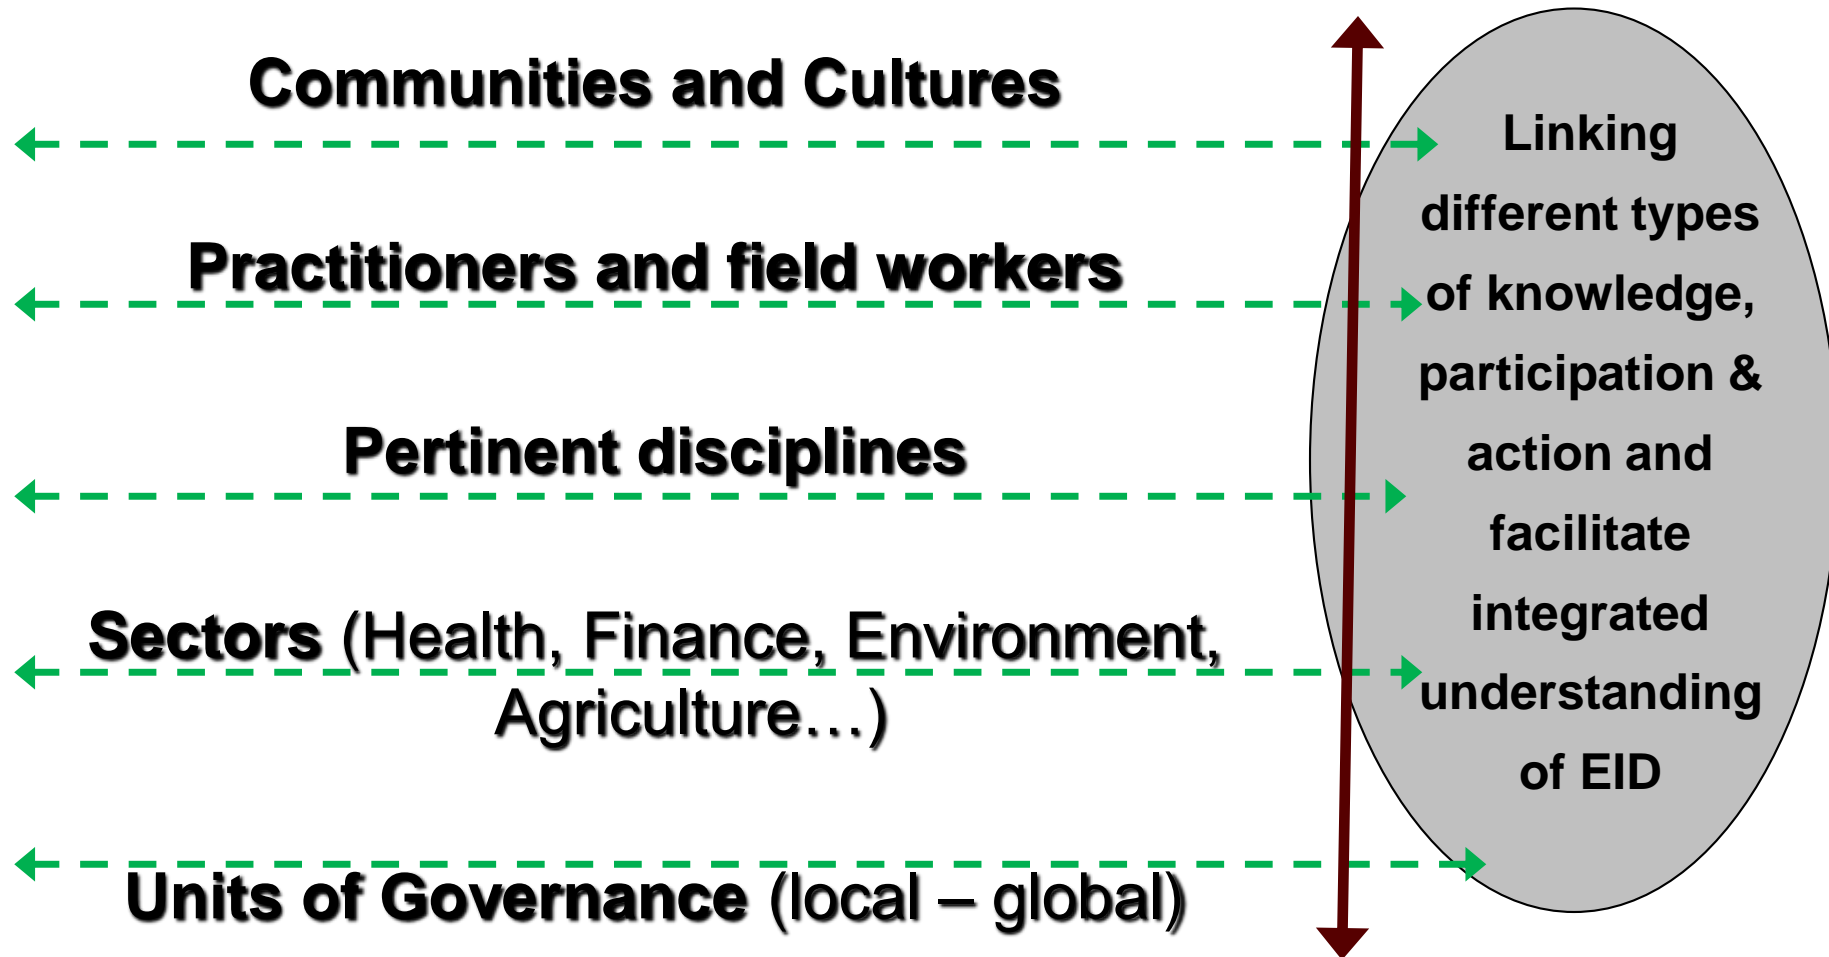 Communities and Cultures
Practitioners and field workers
Pertinent disciplines
Sectors (Health, Finance, Environment,
Agriculture…)
Units of Governance (local – global)
Linking
different types
of knowledge,
participation &
action and
facilitate
integrated
understanding
of EID